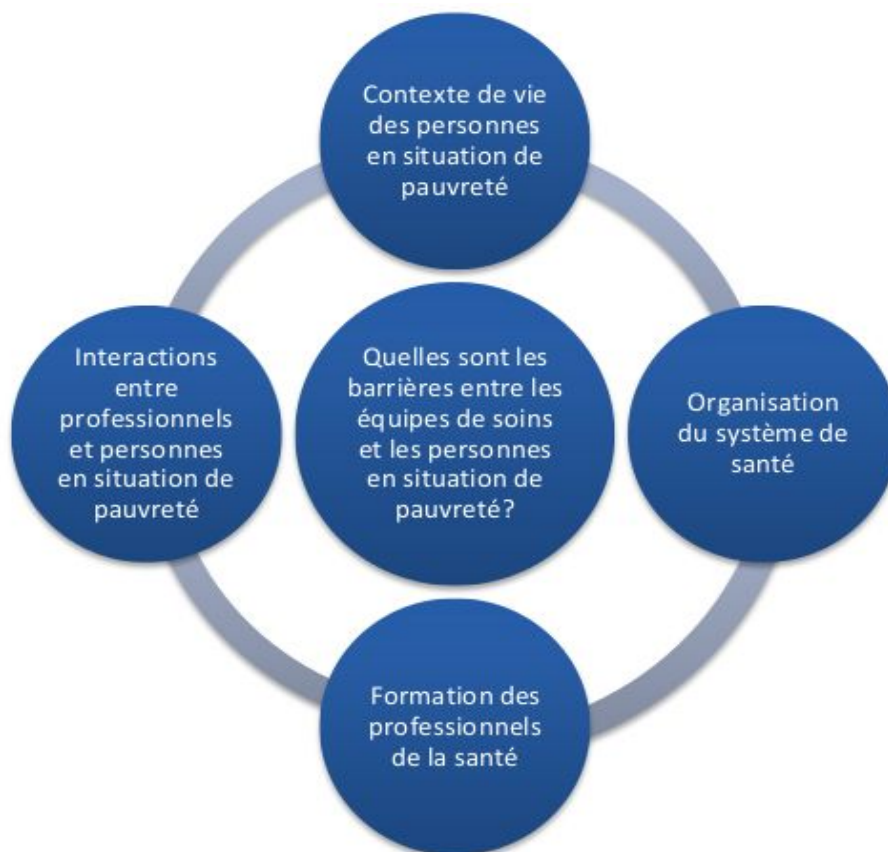 Contexte de vie
des personnes
en situation de
pauvreté
Interactions
entre
professionnels
et personnes
en situation de
pauvreté
Quelles sont les
barrières entre les
équipes de soins
et les personnes
en situation de
pauvreté?
Organisation
du système de
santé
Formation des
professionnels
de la santé